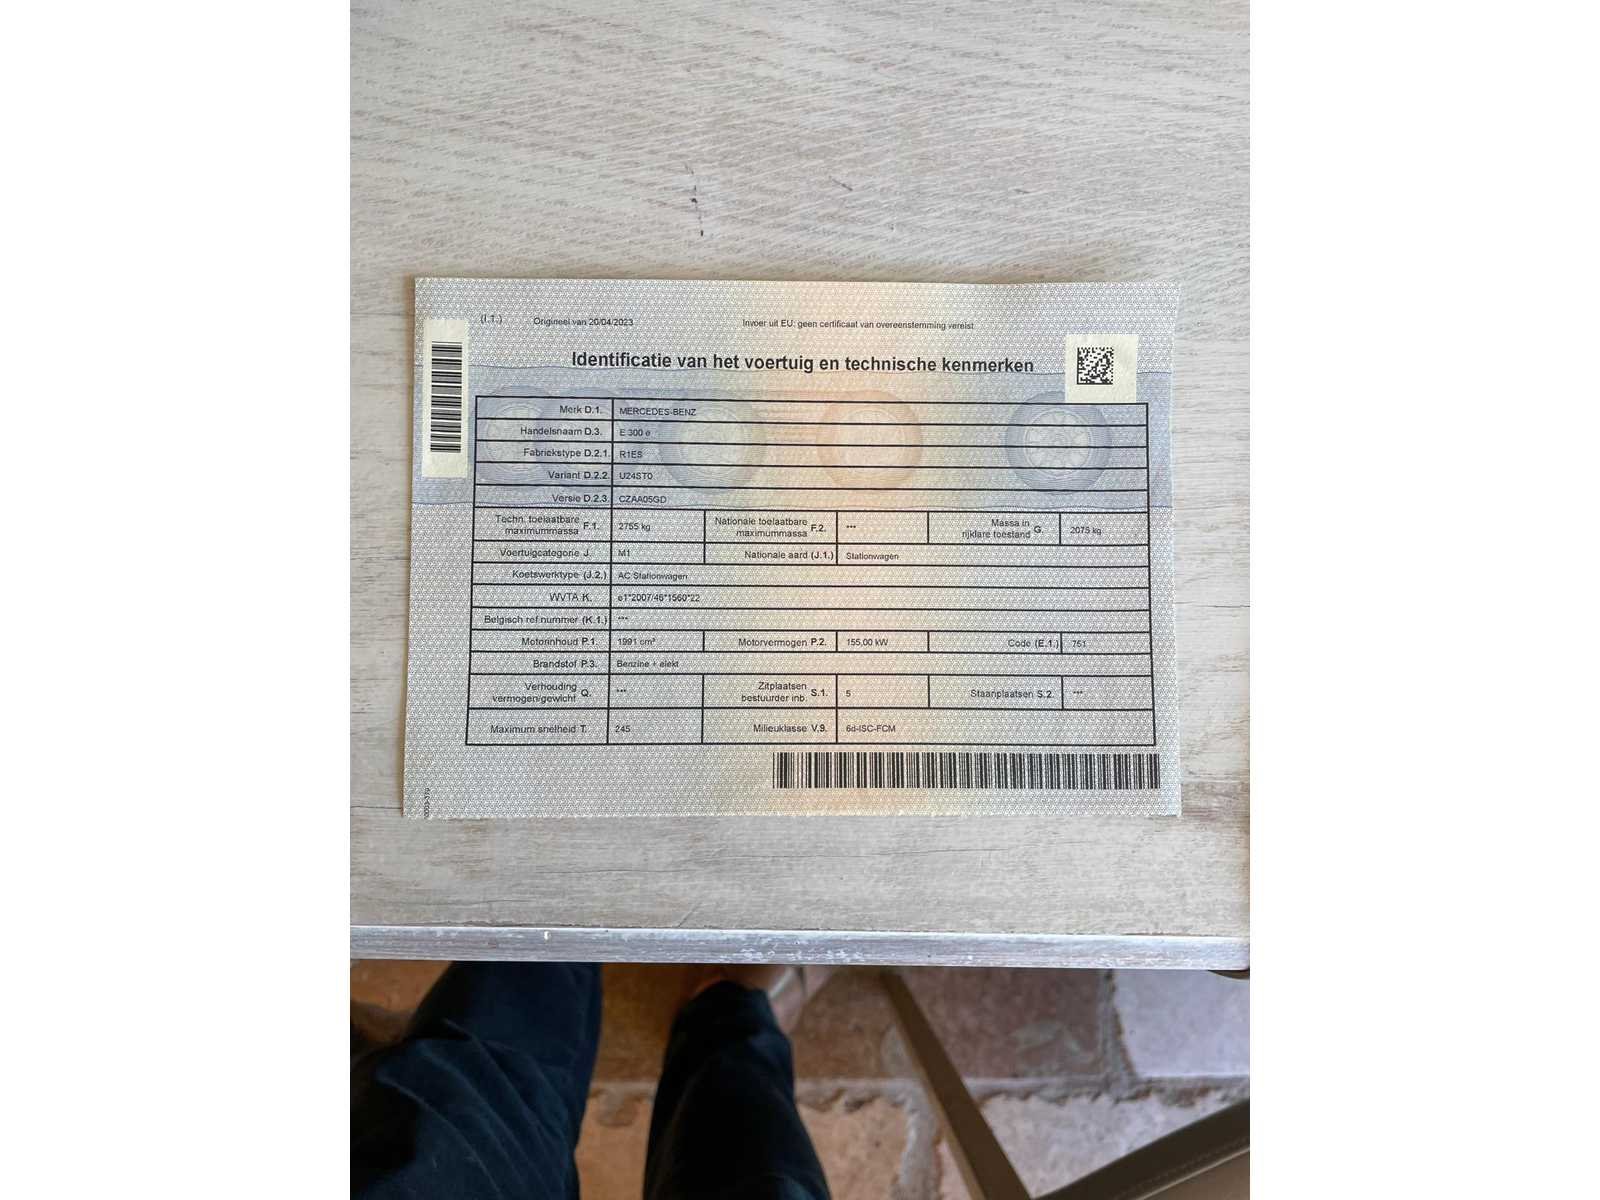 (I.1.) Origineel van 20/04/2023 Invoer uit EU: geen certificaat van overeenstemming vereist
Identificatie van het voertuig en technische kenmerken
Merk D.1. MERCEDES-BENZ
Handelsnaam D.3. E 300 e
Fabriekstype D.2.1. R1ES
Variant D.2.2. U24ST0
Versie D.2.3. CZAA05GD
Techn. toelaatbare maximummassa F.1. 2755 kg Nationale toelaatbare maximummassa F.2. *** Massa in rijklare toestand G. 2075 kg
Voertuigcategorie J. M1 Nationale aard (J.1.) Stationwagen
Koetswerktype (J.2.) AC Stationwagen
WVTA K. e1*2007/46*1560*22
Belgisch ref nummer (K.1.) ***
Motorinhoud P.1. 1991 cm³ Motorvermogen P.2. 155,00 kW Code (E.1.) 751
Brandstof P.3. Benzine + elekt
Verhouding vermogen/gewicht Q. *** Zitplaatsen bestuurder inb. S.1. 5 Staanplaatsen S.2. ***
Maximum snelheid T. 245 Milieuklasse V.9. 6d-ISC-FCM